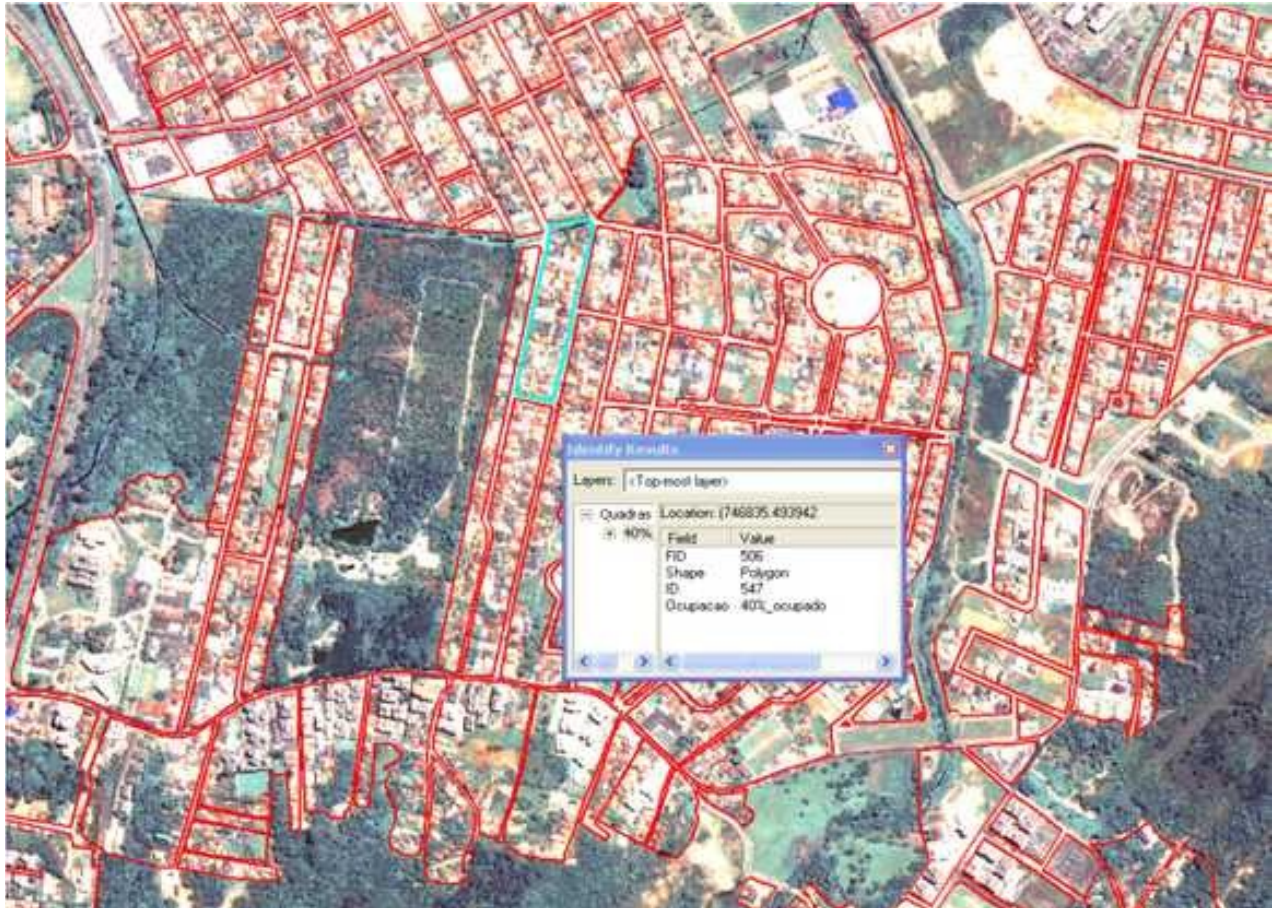 Identify Results
Layers: <Top-most layer>
Quadras
40%
Location: (746835.493942
Field Value
FID 506
Shape Polygon
ID 547
Ocupacao 40%_ocupado